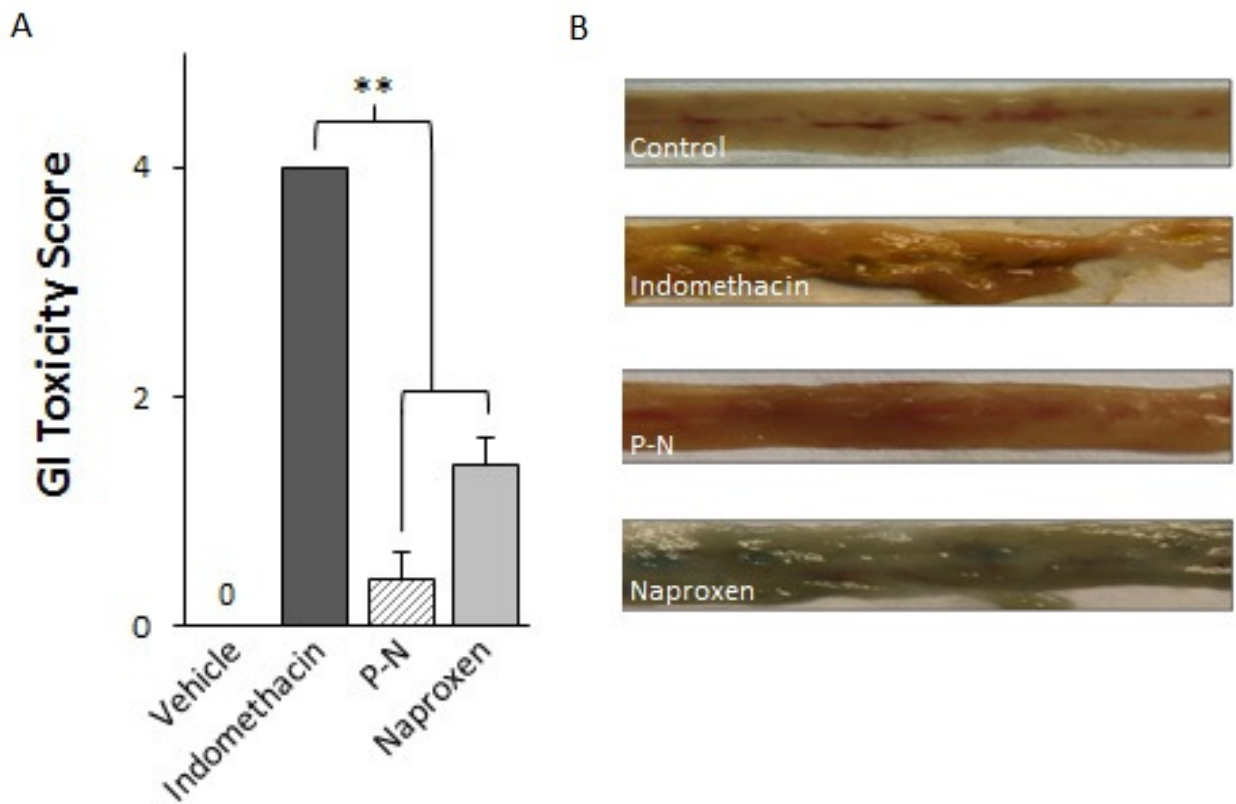 A
GI Toxicity Score
4
2
0
**
0
Vehicle
Indomethacin
P-N
Naproxen
B
Control
Indomethacin
P-N
Naproxen